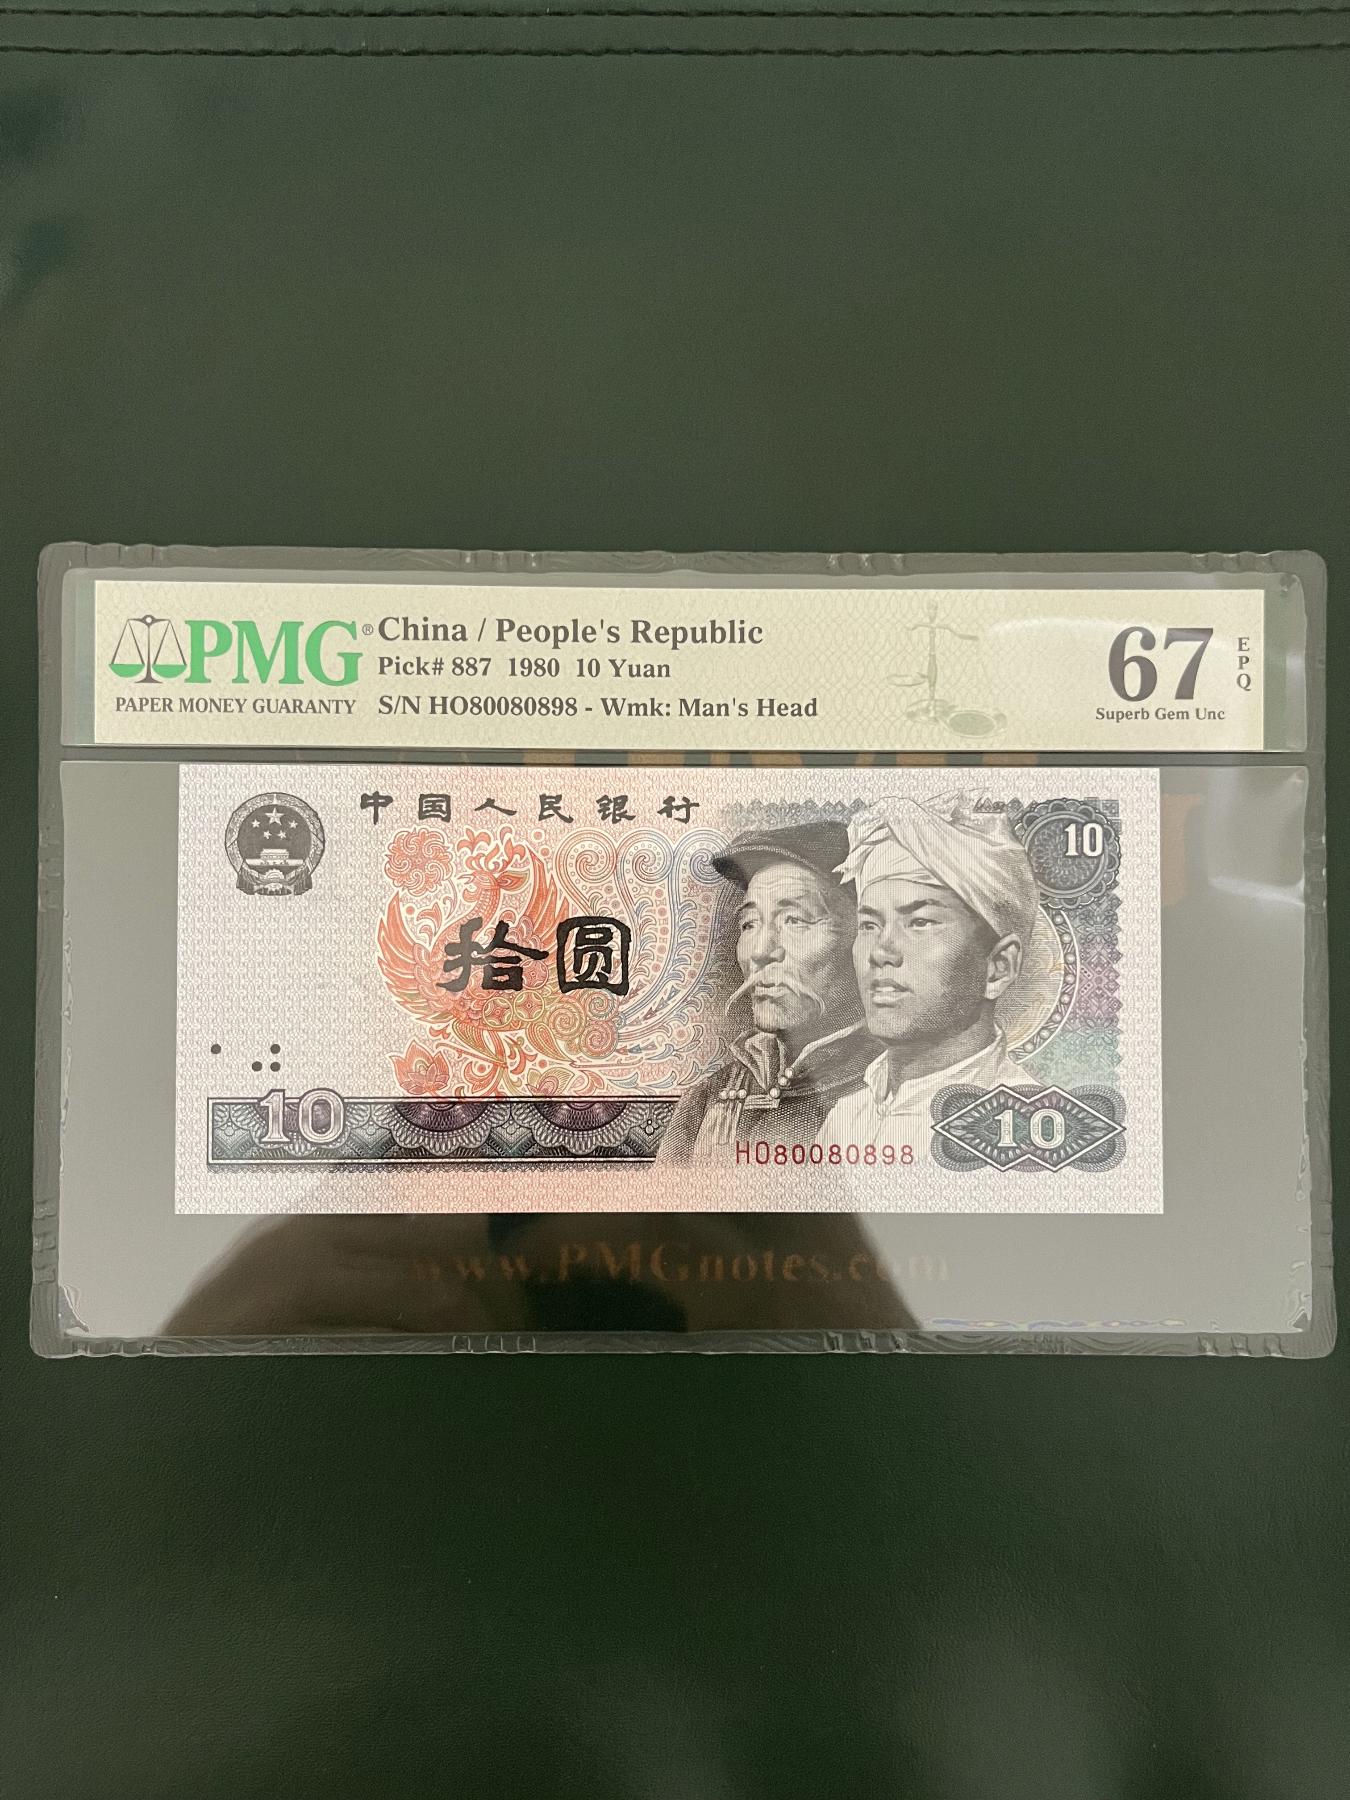 PMG®
PAPER MONEY GUARANTY
China / People's Republic
Pick# 887 1980 10 Yuan
S/N HO80080898 - Wmk: Man's Head
67
EPQ
Superb Gem Unc
中国人民银行
10
拾圆
10
HO80080898
10
www.PMGnotes.com